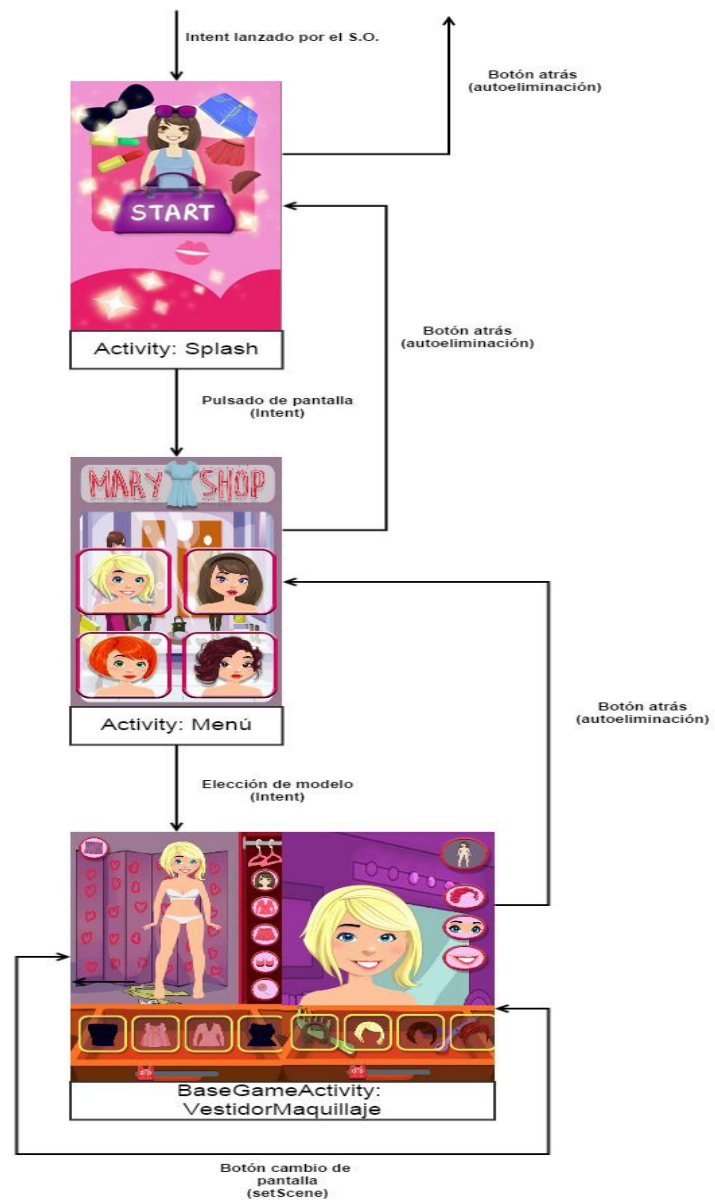 Intent lanzado por el S.O.
Botón atrás
(autoeliminación)
START
Activity: Splash
Botón atrás
(autoeliminación)
Pulsado de pantalla
(Intent)
MARY SHOP
Activity: Menú
Botón atrás
(autoeliminación)
Elección de modelo
(Intent)
BaseGameActivity:
VestidorMaquillaje
Botón cambio de
pantalla
(setScene)